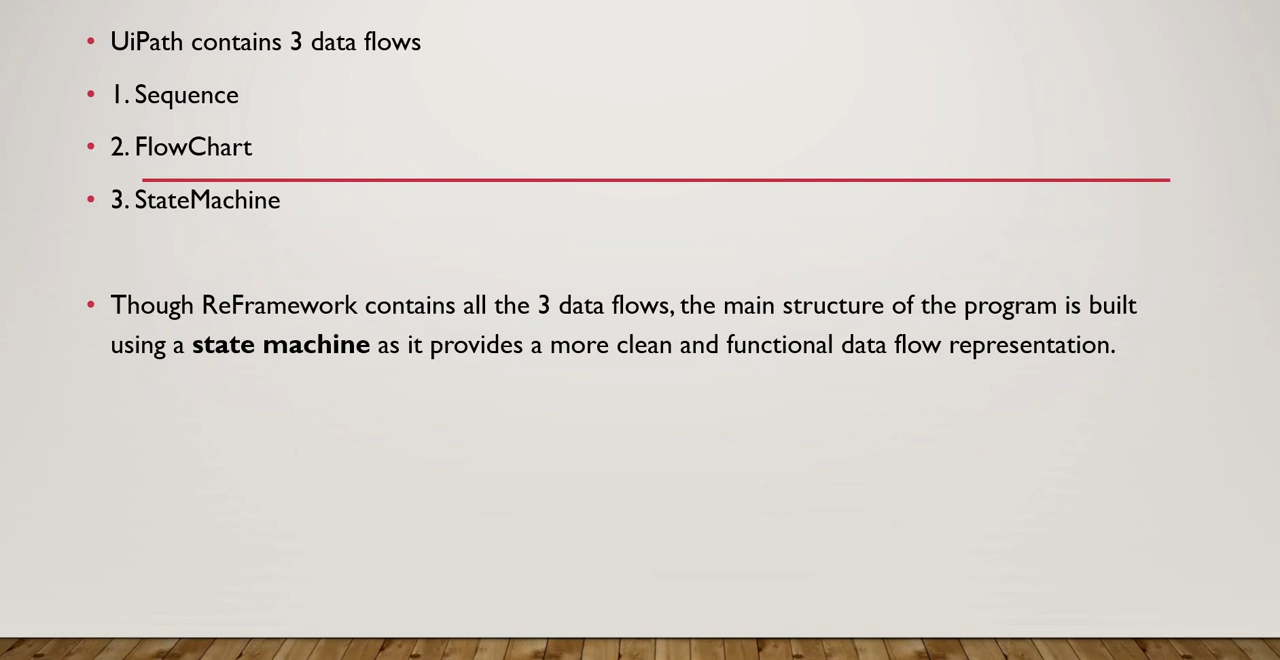 • UiPath contains 3 data flows
• 1. Sequence
• 2. FlowChart
• 3. StateMachine
• Though ReFramework contains all the 3 data flows, the main structure of the program is built
using a state machine as it provides a more clean and functional data flow representation.